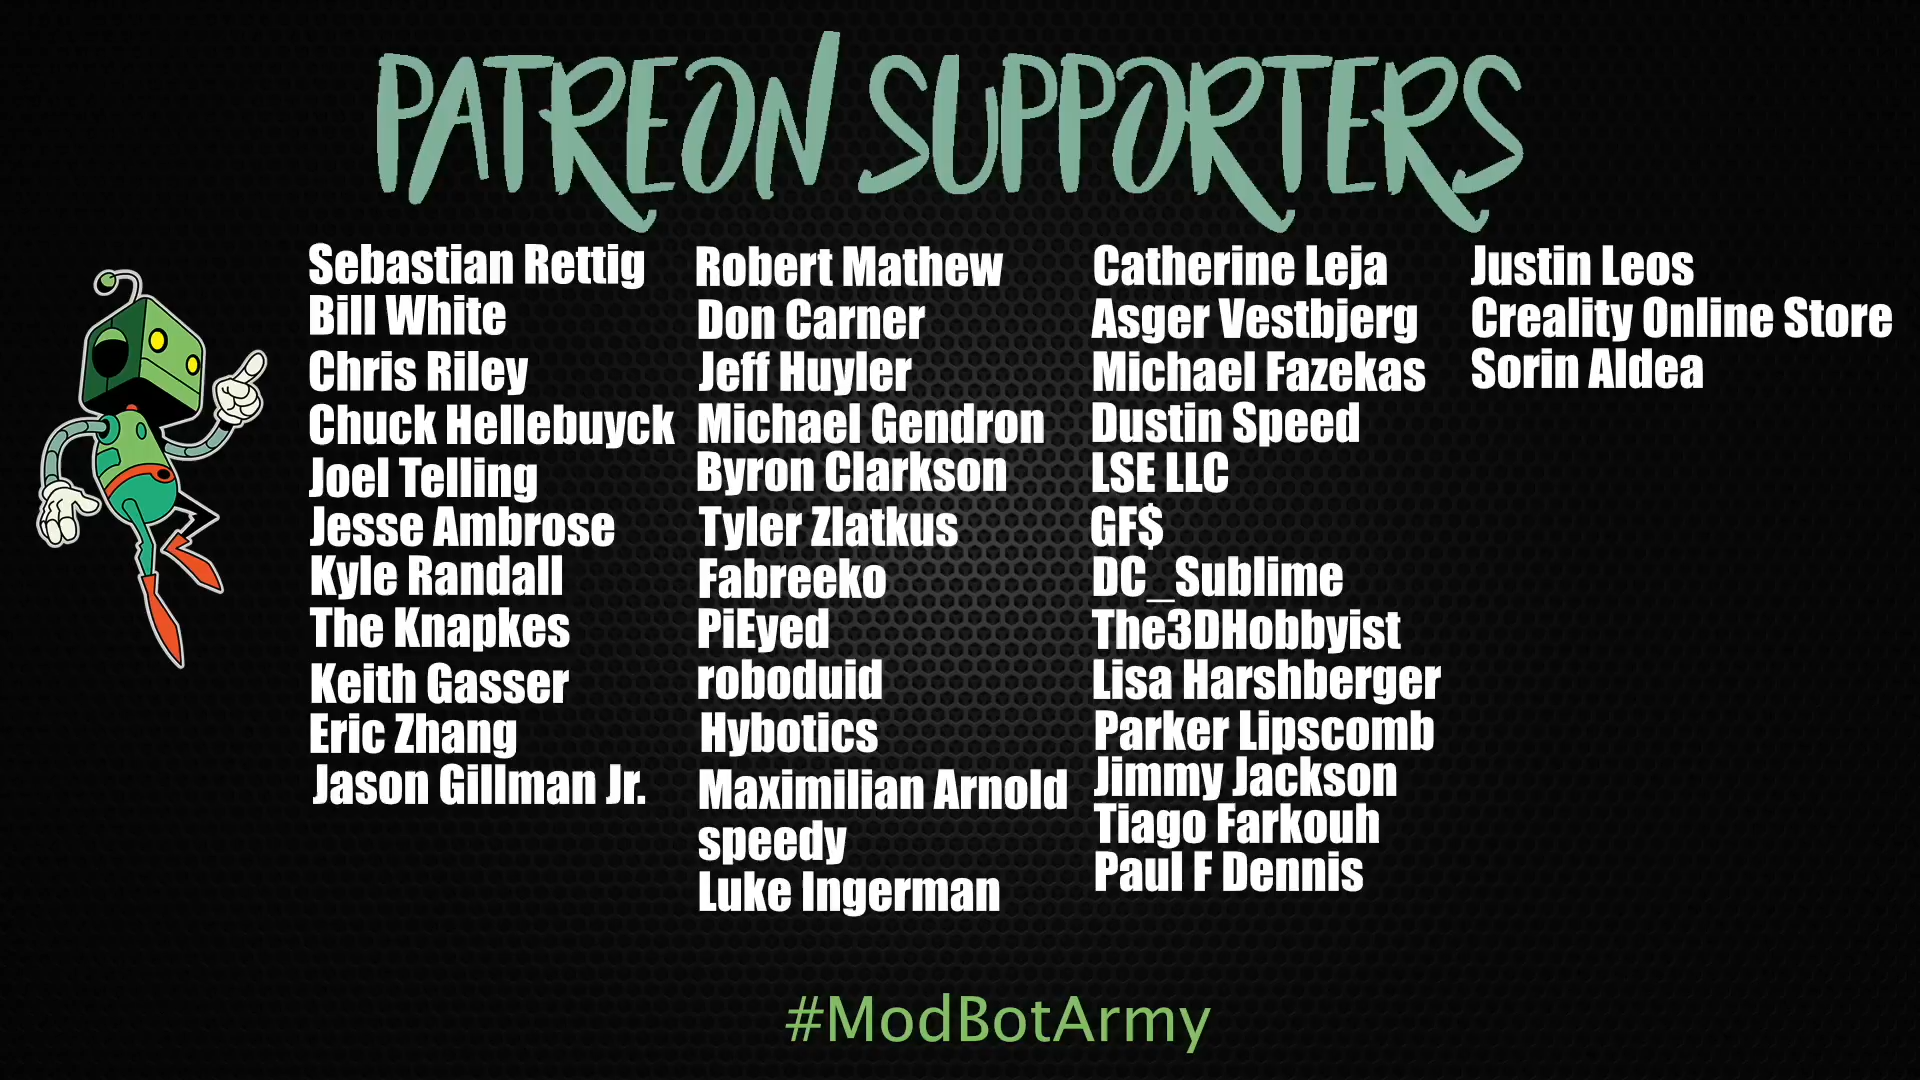 PATREON SUPPORTERS
Sebastian Rettig
Bill White
Chris Riley
Chuck Hellebuyck
Joel Telling
Jesse Ambrose
Kyle Randall
The Knapkes
Keith Gasser
Eric Zhang
Jason Gillman Jr.
Robert Mathew
Don Carner
Jeff Huyler
Michael Gendron
Byron Clarkson
Tyler Zlatkus
Fabreeko
PiEyed
roboduid
Hybotics
Maximilian Arnold
speedy
Luke Ingerman
Catherine Leja
Asger Vestbjerg
Michael Fazekas
Dustin Speed
LSE LLC
GF$
DC_Sublime
The3DHobbyist
Lisa Harshberger
Parker Lipscomb
Jimmy Jackson
Tiago Farkouh
Paul F Dennis
Justin Leos
Creality Online Store
Sorin Aldea
#ModBotArmy